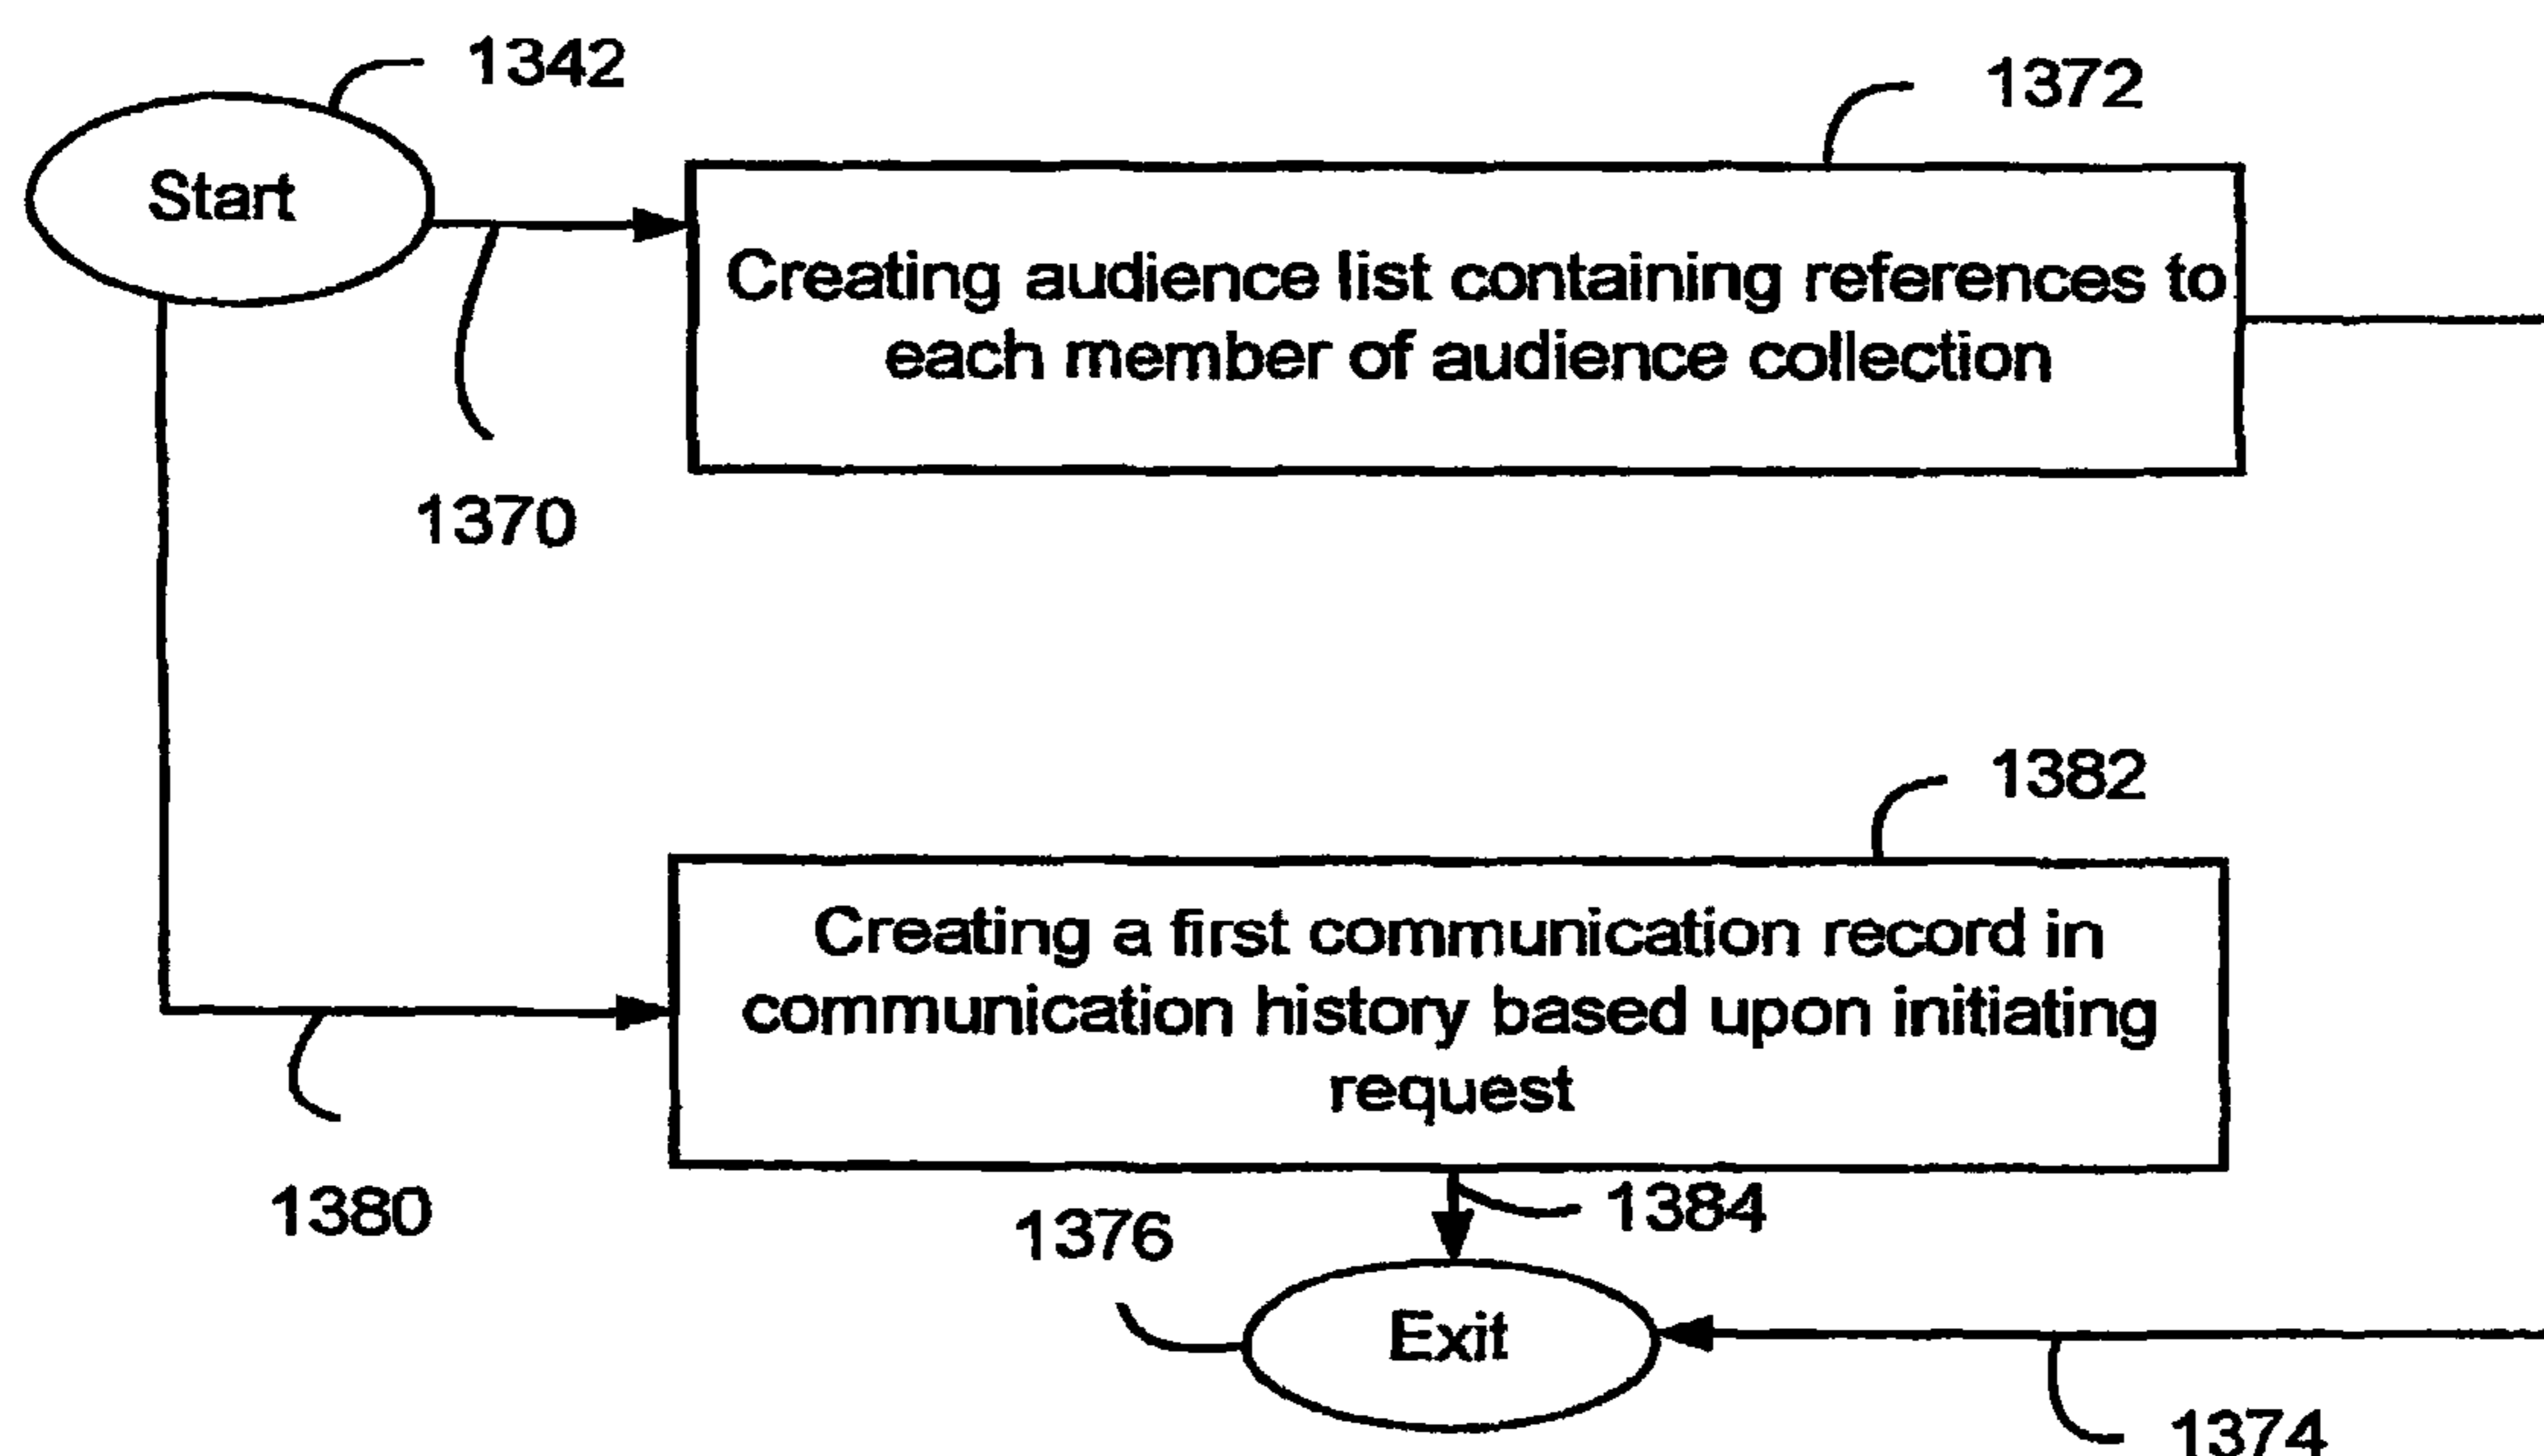 1342
Start
1372
Creating audience list containing references to
each member of audience collection
1370
1382
Creating a first communication record in
communication history based upon initiating
request
1380
1384
1376
Exit
1374